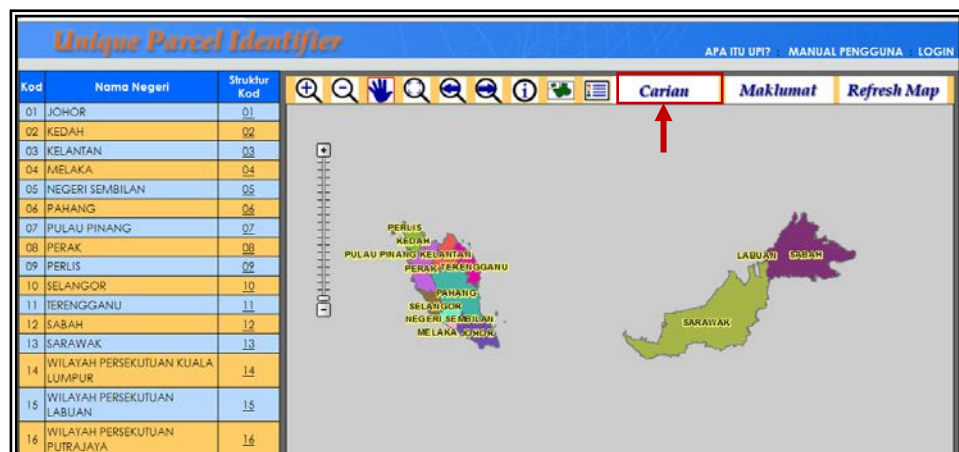 Unique Parcel Identifier
APA ITU UPI? : MANUAL PENGGUNA : LOGIN
Kod Nama Negeri Struktur Kod
Carian Maklumat Refresh Map
01 JOHOR 01
02 KEDAH 02
03 KELANTAN 03
04 MELAKA 04
05 NEGERI SEMBILAN 05
06 PAHANG 06
07 PULAU PINANG 07
08 PERAK 08
09 PERLIS 09
10 SELANGOR 10
11 TERENGGANU 11
12 SABAH 12
13 SARAWAK 13
14 WILAYAH PERSEKUTUAN KUALA
LUMPUR 14
15 WILAYAH PERSEKUTUAN
LABUAN 15
16 WILAYAH PERSEKUTUAN
PUTRAJAYA 16
PERLIS
KEDAH
PULAU PINANG KELANTAN
PERAK TERENGGANU
PAHANG
SELANGOR
NEGERI SEMBILAN
MELAKA JOHOR
LABUAN SABAH
SARAWAK